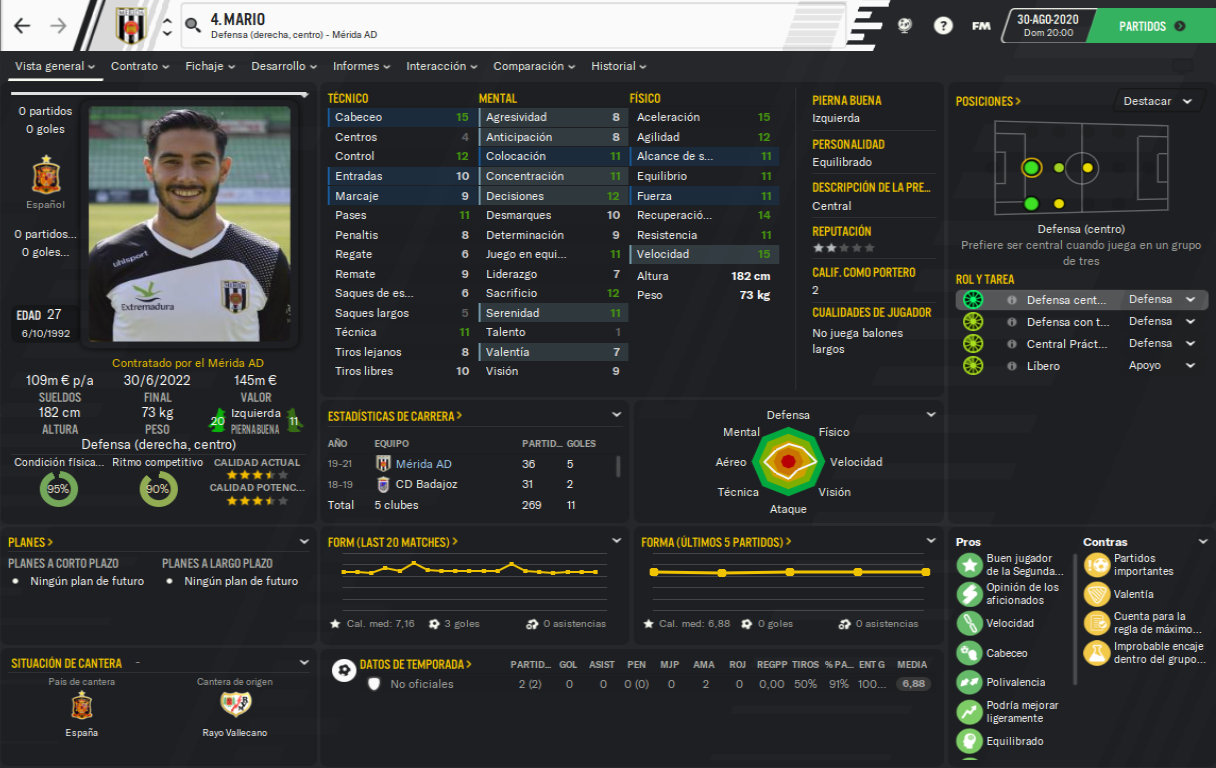 4. MARIO
Defensa (derecha, centro) - Mérida AD
?
FM
30-AGO-2020
Dom 20:00
PARTIDOS
Vista general
Contrato
Fichaje
Desarrollo
Informes
Interacción
Comparación
Historial
0 partidos
0 goles
Español
0 partidos...
0 goles...
EDAD 27
6/10/1992
uhlsport
Extremadura
MERIDA
Contratado por el Mérida AD
109m € p/a
SUELDOS
30/6/2022
FINAL
145m €
VALOR
182 cm
ALTURA
73 kg
PESO
20
Izquierda
PIERNA BUENA
11
Defensa (derecha, centro)
Condición física...
95%
Ritmo competitivo
90%
CALIDAD ACTUAL
CALIDAD POTENC...
TÉCNICO
Cabeceo 15
Centros 4
Control 12
Entradas 10
Marcaje 9
Pases 11
Penaltis 8
Regate 6
Remate 9
Saques de es... 6
Saques largos 5
Técnica 11
Tiros lejanos 8
Tiros libres 10
MENTAL
Agresividad 8
Anticipación 8
Colocación 11
Concentración 11
Decisiones 12
Desmarques 10
Determinación 9
Juego en equi... 11
Liderazgo 7
Sacrificio 12
Serenidad 11
Talento 1
Valentía 7
Visión 9
FÍSICO
Aceleración 15
Agilidad 12
Alcance de s... 11
Equilibrio 11
Fuerza 11
Recuperació... 14
Resistencia 11
Velocidad 15
Altura 182 cm
Peso 73 kg
PIERNA BUENA
Izquierda
PERSONALIDAD
Equilibrado
DESCRIPCIÓN DE LA PRE...
Central
REPUTACIÓN
CALIF. COMO PORTERO
2
CUALIDADES DE JUGADOR
No juega balones
largos
POSICIONES >
Destacar
Defensa (centro)
Prefiere ser central cuando juega en un grupo
de tres
ROL Y TAREA
Defensa cent... Defensa
Defensa con t... Defensa
Central Práct... Defensa
Líbero Apoyo
ESTADÍSTICAS DE CARRERA >
AÑO EQUIPO PARTID... GOLES
19-21 Mérida AD 36 5
18-19 CD Badajoz 31 2
Total 5 clubes 269 11
Defensa
Mental
Físico
Aéreo
Velocidad
Técnica
Visión
Ataque
PLANES >
PLANES A CORTO PLAZO
Ningún plan de futuro
PLANES A LARGO PLAZO
Ningún plan de futuro
FORM (LAST 20 MATCHES) >
Cal. med: 7,16
3 goles
0 asistencias
FORMA (ÚLTIMOS 5 PARTIDOS) >
Cal. med: 6,88
0 goles
0 asistencias
SITUACIÓN DE CANTERA -
País de cantera
España
Cantera de origen
Rayo Vallecano
DATOS DE TEMPORADA >
PARTID... GOL ASIST PEN MJP AMA ROJ REGPP TIROS % PA... ENT G MEDIA
No oficiales 2 (2) 0 0 0 (0) 0 2 0 0,00 50% 91% 100... 6,88
Pros
Buen jugador
de la Segunda...
Opinión de los
aficionados
Velocidad
Cabeceo
Polivalencia
Podría mejorar
ligeramente
Equilibrado
Contras
Partidos
importantes
Valentía
Cuenta para la
regla de máximo...
Improbable encaje
dentro del grupo...